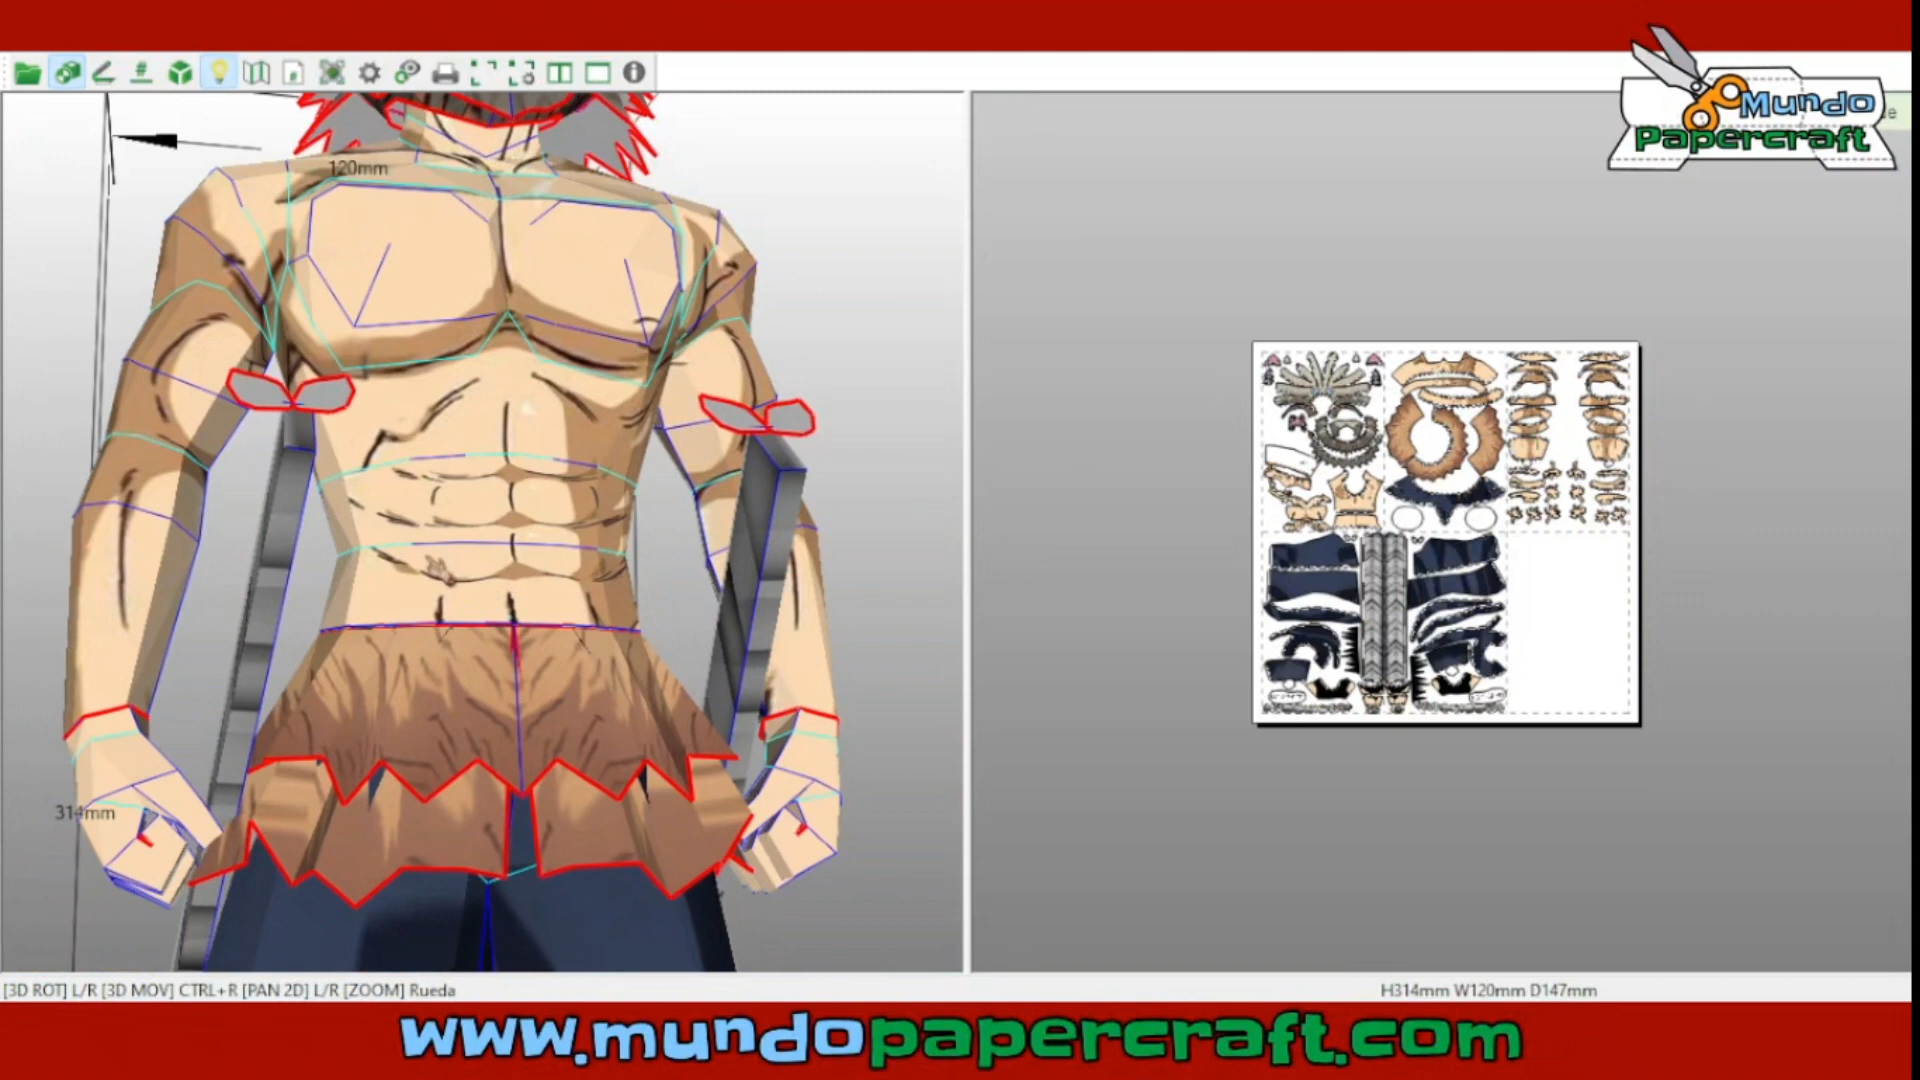 Mundo
Papercraft
e
120mm
314mm
[3D ROT] L/R [3D MOV] CTRL+R [PAN 2D] L/R [ZOOM] Rueda
H314mm W120mm D147mm
www.mundopapercraft.com